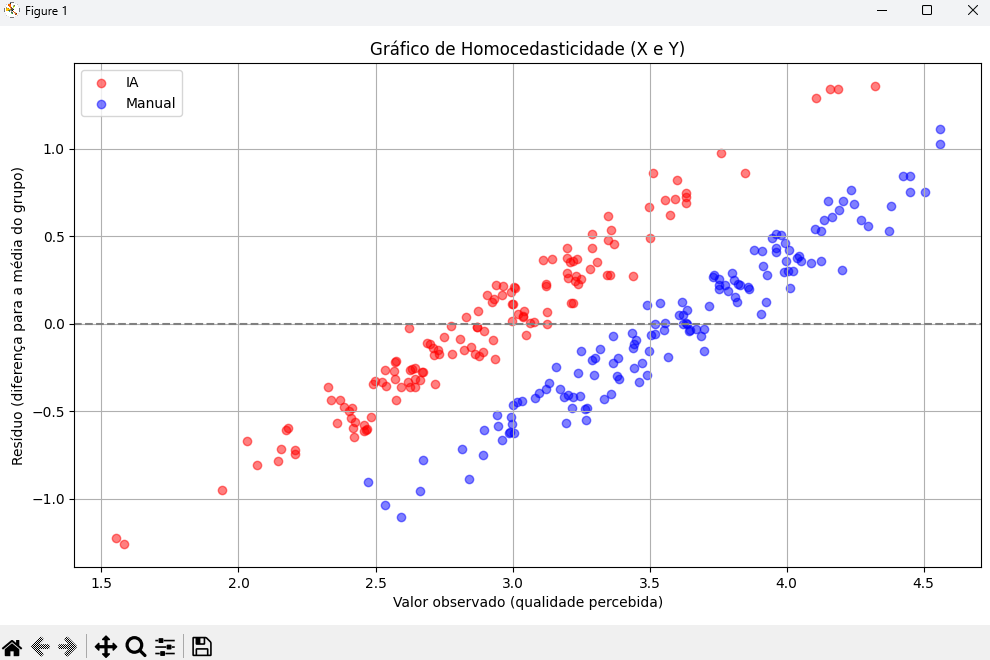 Figure 1
Gráfico de Homocedasticidade (X e Y)
IA
Manual
Resíduo (diferença para a média do grupo)
1.0
0.5
0.0
−0.5
−1.0
1.5 2.0 2.5 3.0 3.5 4.0 4.5
Valor observado (qualidade percebida)